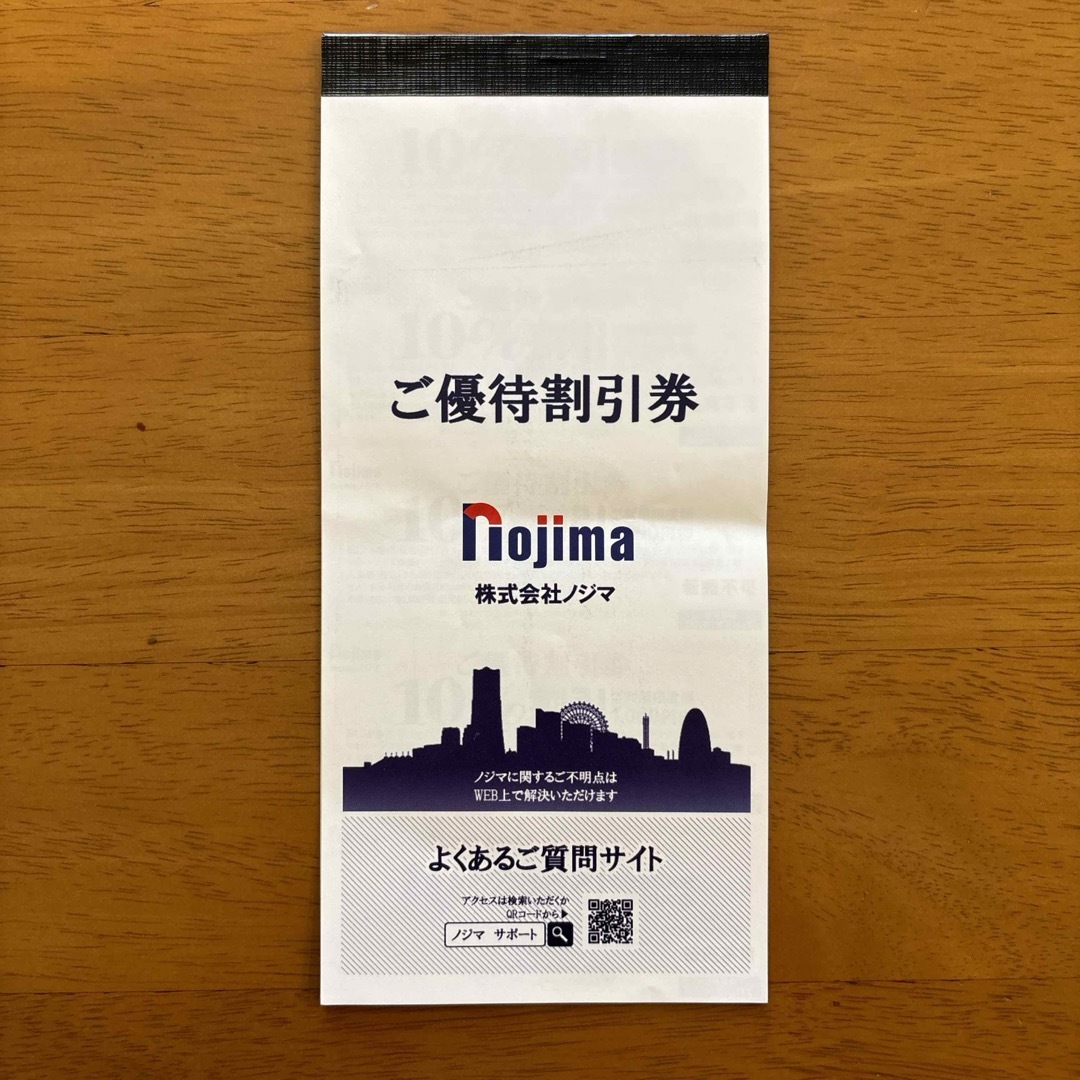 ご優待割引券
nojima
株式会社ノジマ
ノジマに関するご不明点は
WEB上で解決いただけます
よくあるご質問サイト
アクセスは検索いただくか
QRコードから▶
ノジマ サポート